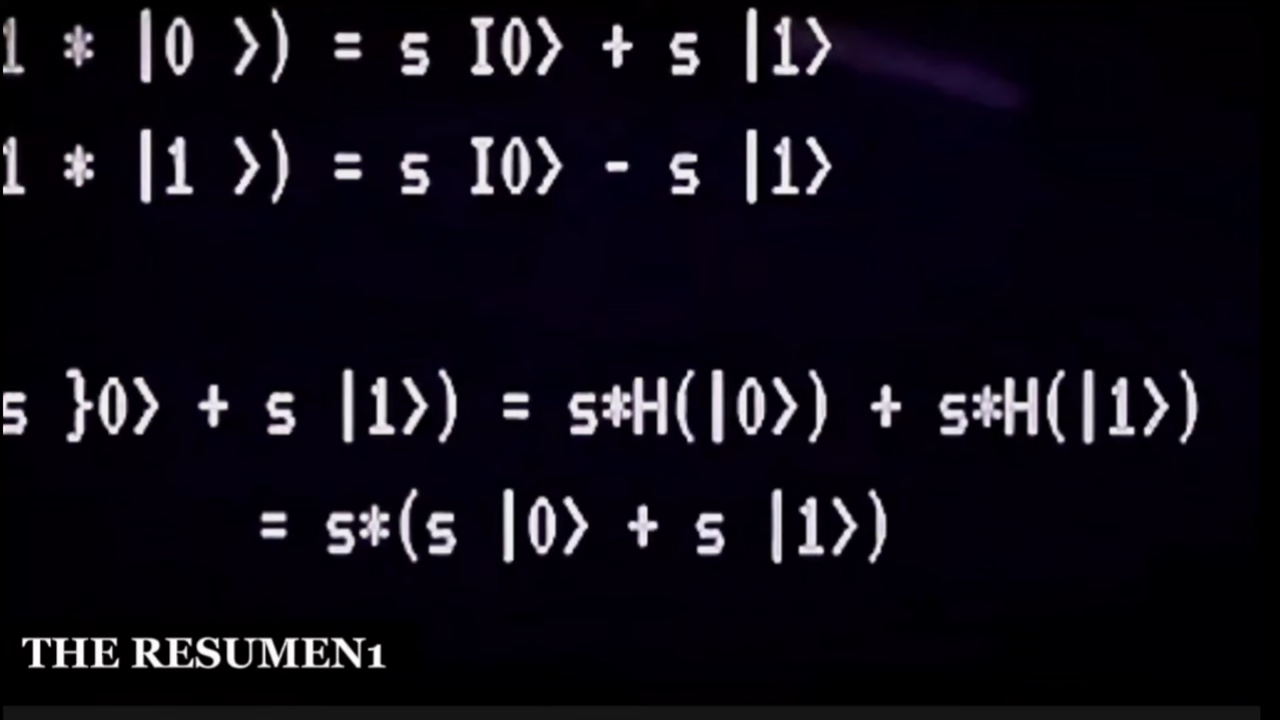 1 * |0 >) = s I0> + s |1>
1 * |1 >) = s I0> - s |1>
s }0> + s |1>) = s*H(|0>) + s*H(|1>)
= s*(s |0> + s |1>)
THE RESUMEN1